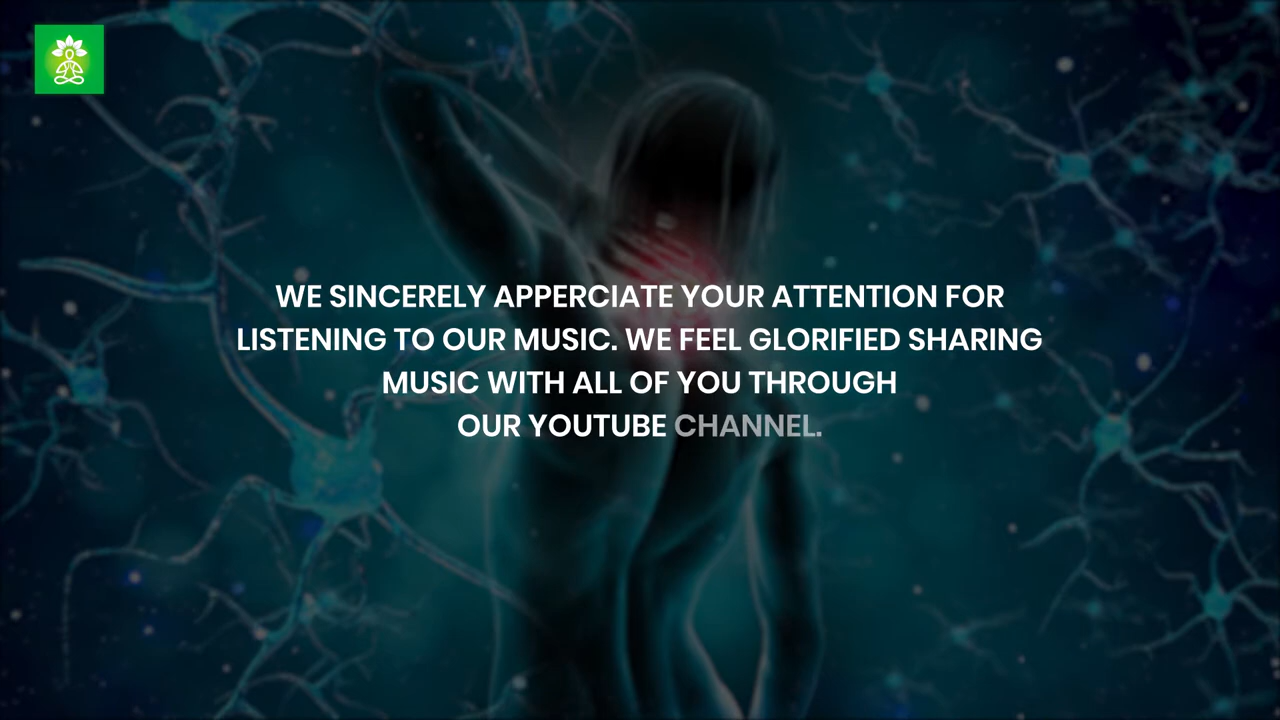 WE SINCERELY APPERCIATE YOUR ATTENTION FOR
LISTENING TO OUR MUSIC. WE FEEL GLORIFIED SHARING
MUSIC WITH ALL OF YOU THROUGH
OUR YOUTUBE CHANNEL.